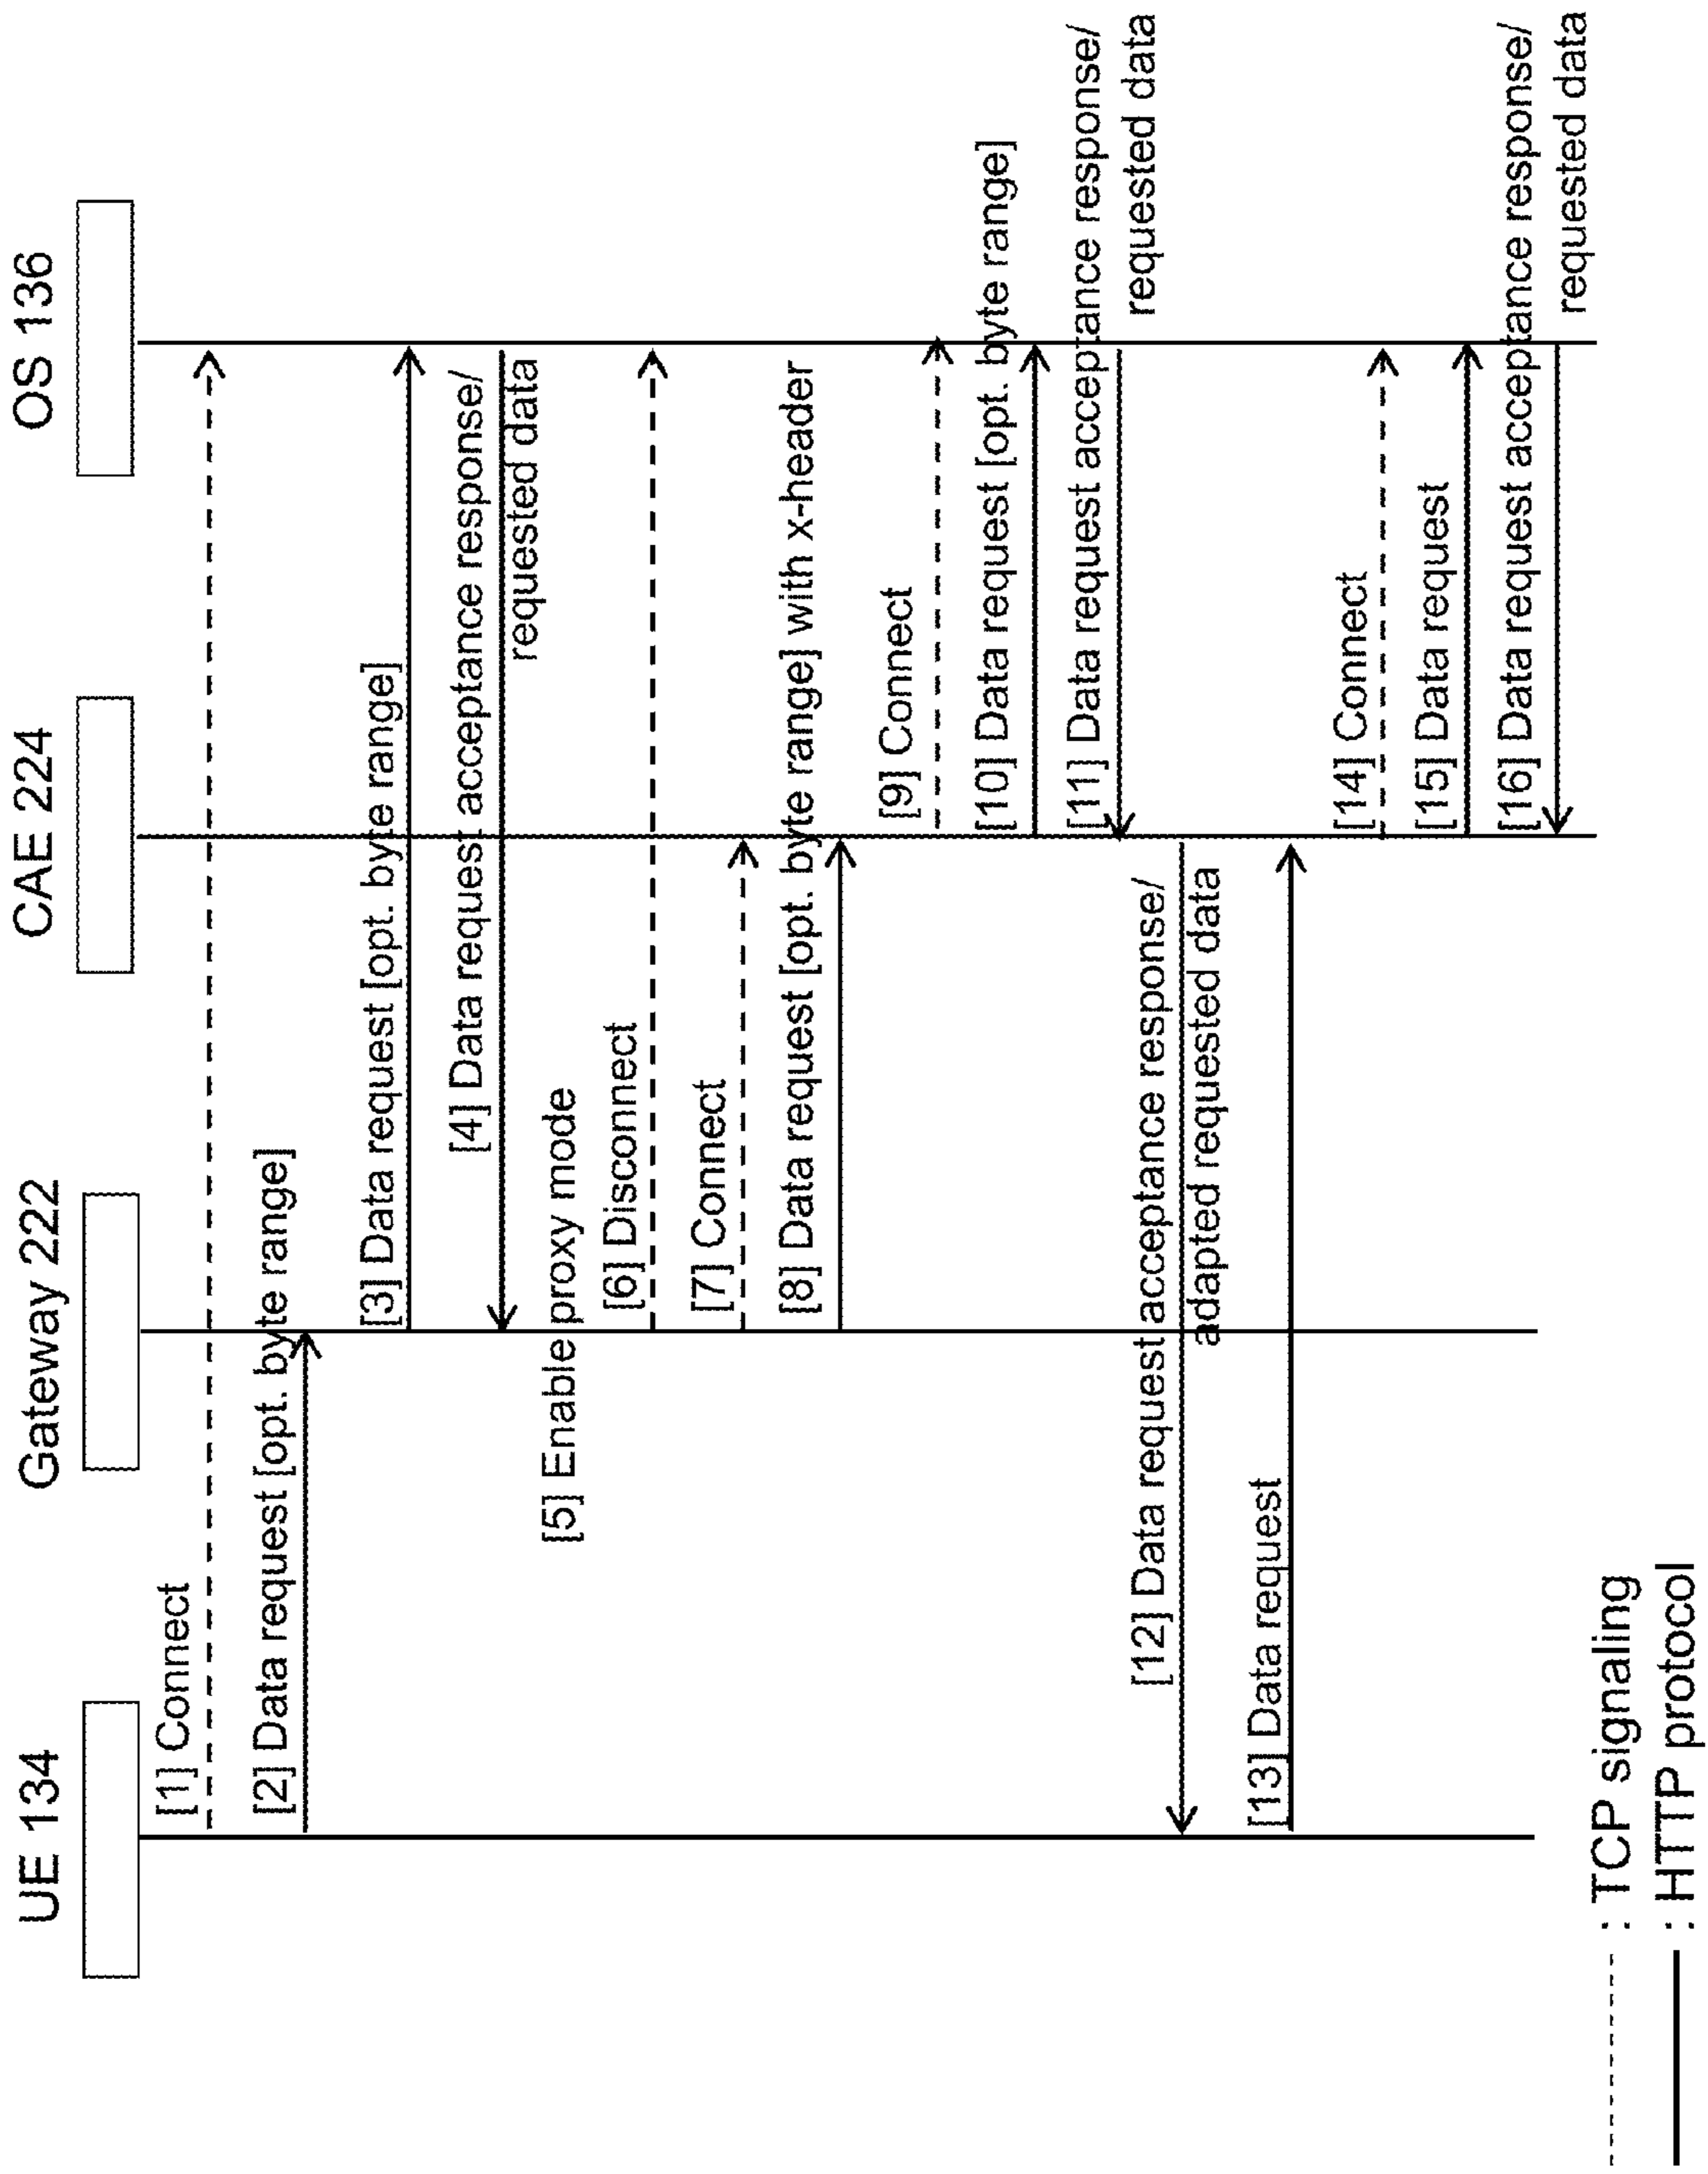 UE 134
Gateway 222
CAE 224
OS 136
[1] Connect
[2] Data request [opt. byte range]
[3] Data request [opt. byte range]
[4] Data request acceptance response/
requested data
[5] Enable proxy mode
[6] Disconnect
[7] Connect
[8] Data request [opt. byte range] with x-header
[9] Connect
[10] Data request [opt. byte range]
[11] Data request acceptance response/
requested data
[12] Data request acceptance response/
adapted requested data
[13] Data request
[14] Connect
[15] Data request
[16] Data request acceptance response/
requested data
: TCP signaling
: HTTP protocol